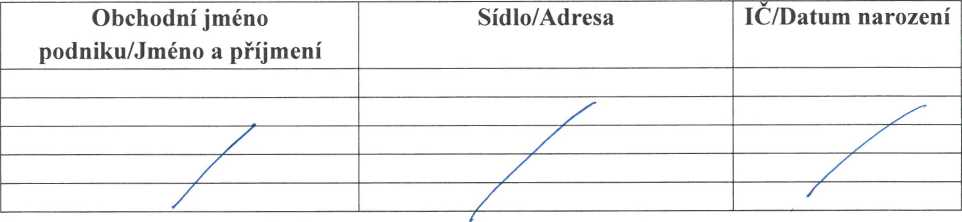 Obchodní jméno
podniku/Jméno a příjmení
Sídlo/Adresa
IČ/Datum narození